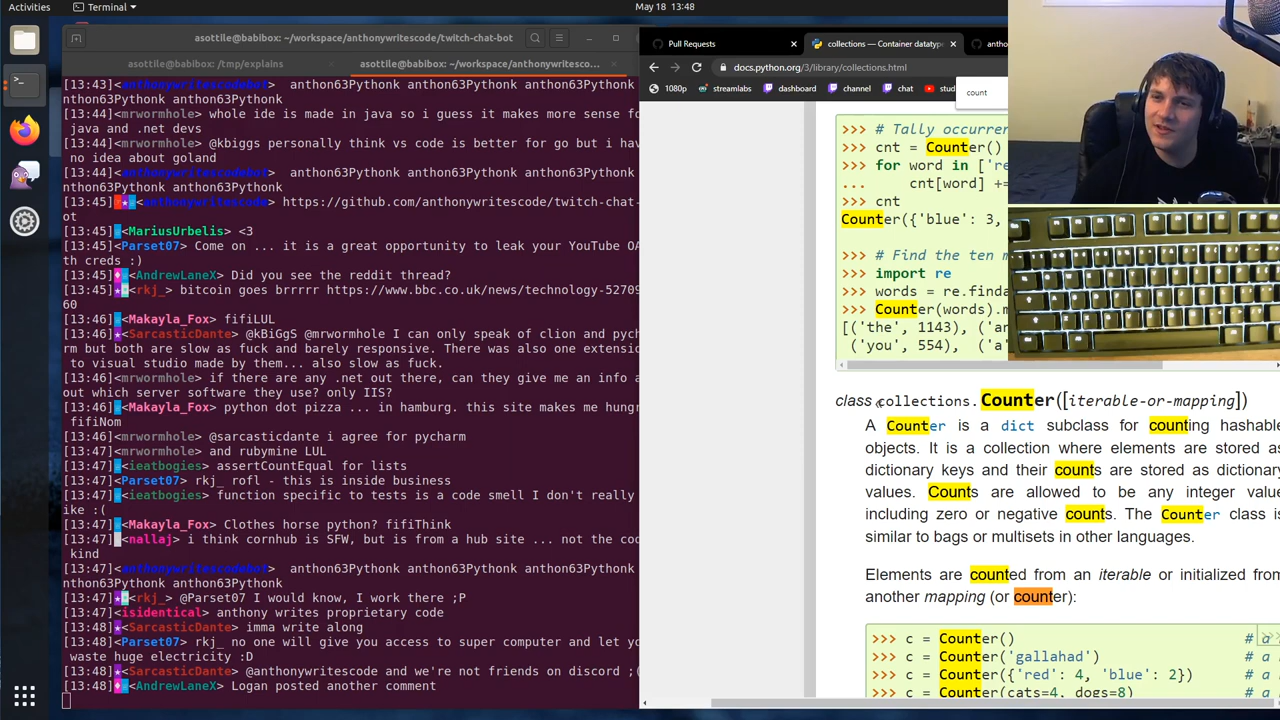 Activities
Terminal
May 18 13:48
asottile@babibox: ~/workspace/anthonywritescode/twitch-chat-bot
asottile@babibox: /tmp/explains
asottile@babibox: ~/workspace/anthonywritesco...
[13:43] <anthonywritescodebot> anthon63Pythonk anthon63Pythonk a
nthon63Pythonk anthon63Pythonk
[13:44] <mrwormhole> whole ide is made in java so i guess it makes more sense f
java and .net devs
[13:44] <mrwormhole> @kbiggs personally think vs code is better for go but i ha
no idea about goland
[13:44] <anthonywritescodebot> anthon63Pythonk anthon63Pythonk a
nthon63Pythonk anthon63Pythonk
[13:45] <anthonywritescode> https://github.com/anthonywritescode/twitch-chat-
ot
[13:45] <MariusUrbelis> <3
[13:45] <Parset07> Come on ... it is a great opportunity to leak your YouTube OA
th creds :)
[13:45] <AndrewLaneX> Did you see the reddit thread?
[13:45] <rkj_> bitcoin goes brrrrr https://www.bbc.co.uk/news/technology-52709
60
[13:46] <Makayla_Fox> fifiLUL
[13:46] <SarcasticDante> @kBiGgS @mrwormhole I can only speak of clion and pych
rm but both are slow as fuck and barely responsive. There was also one extensio
to visual studio made by them... also slow as fuck.
[13:46] <mrwormhole> if there are any .net out there, can they give me an info a
out which server software they use? only IIS?
[13:46] <Makayla_Fox> python dot pizza ... in hamburg. this site makes me hung
fifiNom
[13:46] <mrwormhole> @sarcasticdante i agree for pycharm
[13:46] <mrwormhole> and rubymine LUL
[13:47] <ieatbogies> assertCountEqual for lists
[13:47] <Parset07> rkj_ rofl - this is inside business
[13:47] <ieatbogies> function specific to tests is a code smell I don't really
ike :(
[13:47] <Makayla_Fox> Clothes horse python? fifiThink
[13:47] <nallaj> i think cornhub is SFW, but is from a hub site ... not the cod
kind
[13:47] <anthonywritescodebot> anthon63Pythonk anthon63Pythonk a
nthon63Pythonk anthon63Pythonk
[13:47] <rkj_> @Parset07 I would know, I work there ;P
[13:48] <isidentical> anthony writes proprietary code
[13:48] <SarcasticDante> imma write along
[13:48] <Parset07> rkj_ no one will give you access to super computer and let yo
waste huge electricity :D
[13:48] <SarcasticDante> @anthonywritescode and we're not friends on discord ;(
[13:48] <AndrewLaneX> Logan posted another comment
Pull Requests
collections — Container datatyp
antho
docs.python.org/3/library/collections.html
1080p
streamlabs
dashboard
channel
chat
stud
count
>>> # Tally occurren
>>> cnt = Counter()
>>> for word in ['re
... cnt[word] +=
>>> cnt
Counter({'blue': 3,
>>> # Find the ten m
>>> import re
>>> words = re.finda
>>> Counter(words).m
[('the', 1143), ('an
('you', 554), ('a'
class collections.Counter([iterable-or-mapping])
A Counter is a dict subclass for counting hashable
objects. It is a collection where elements are stored as
dictionary keys and their counts are stored as dictionary
values. Counts are allowed to be any integer value
including zero or negative counts. The Counter class is
similar to bags or multisets in other languages.
Elements are counted from an iterable or initialized from
another mapping (or counter):
>>> c = Counter() # a
>>> c = Counter('gallahad') # a
>>> c = Counter({'red': 4, 'blue': 2}) # a
>>> c = Counter(cats=4, dogs=8) # a